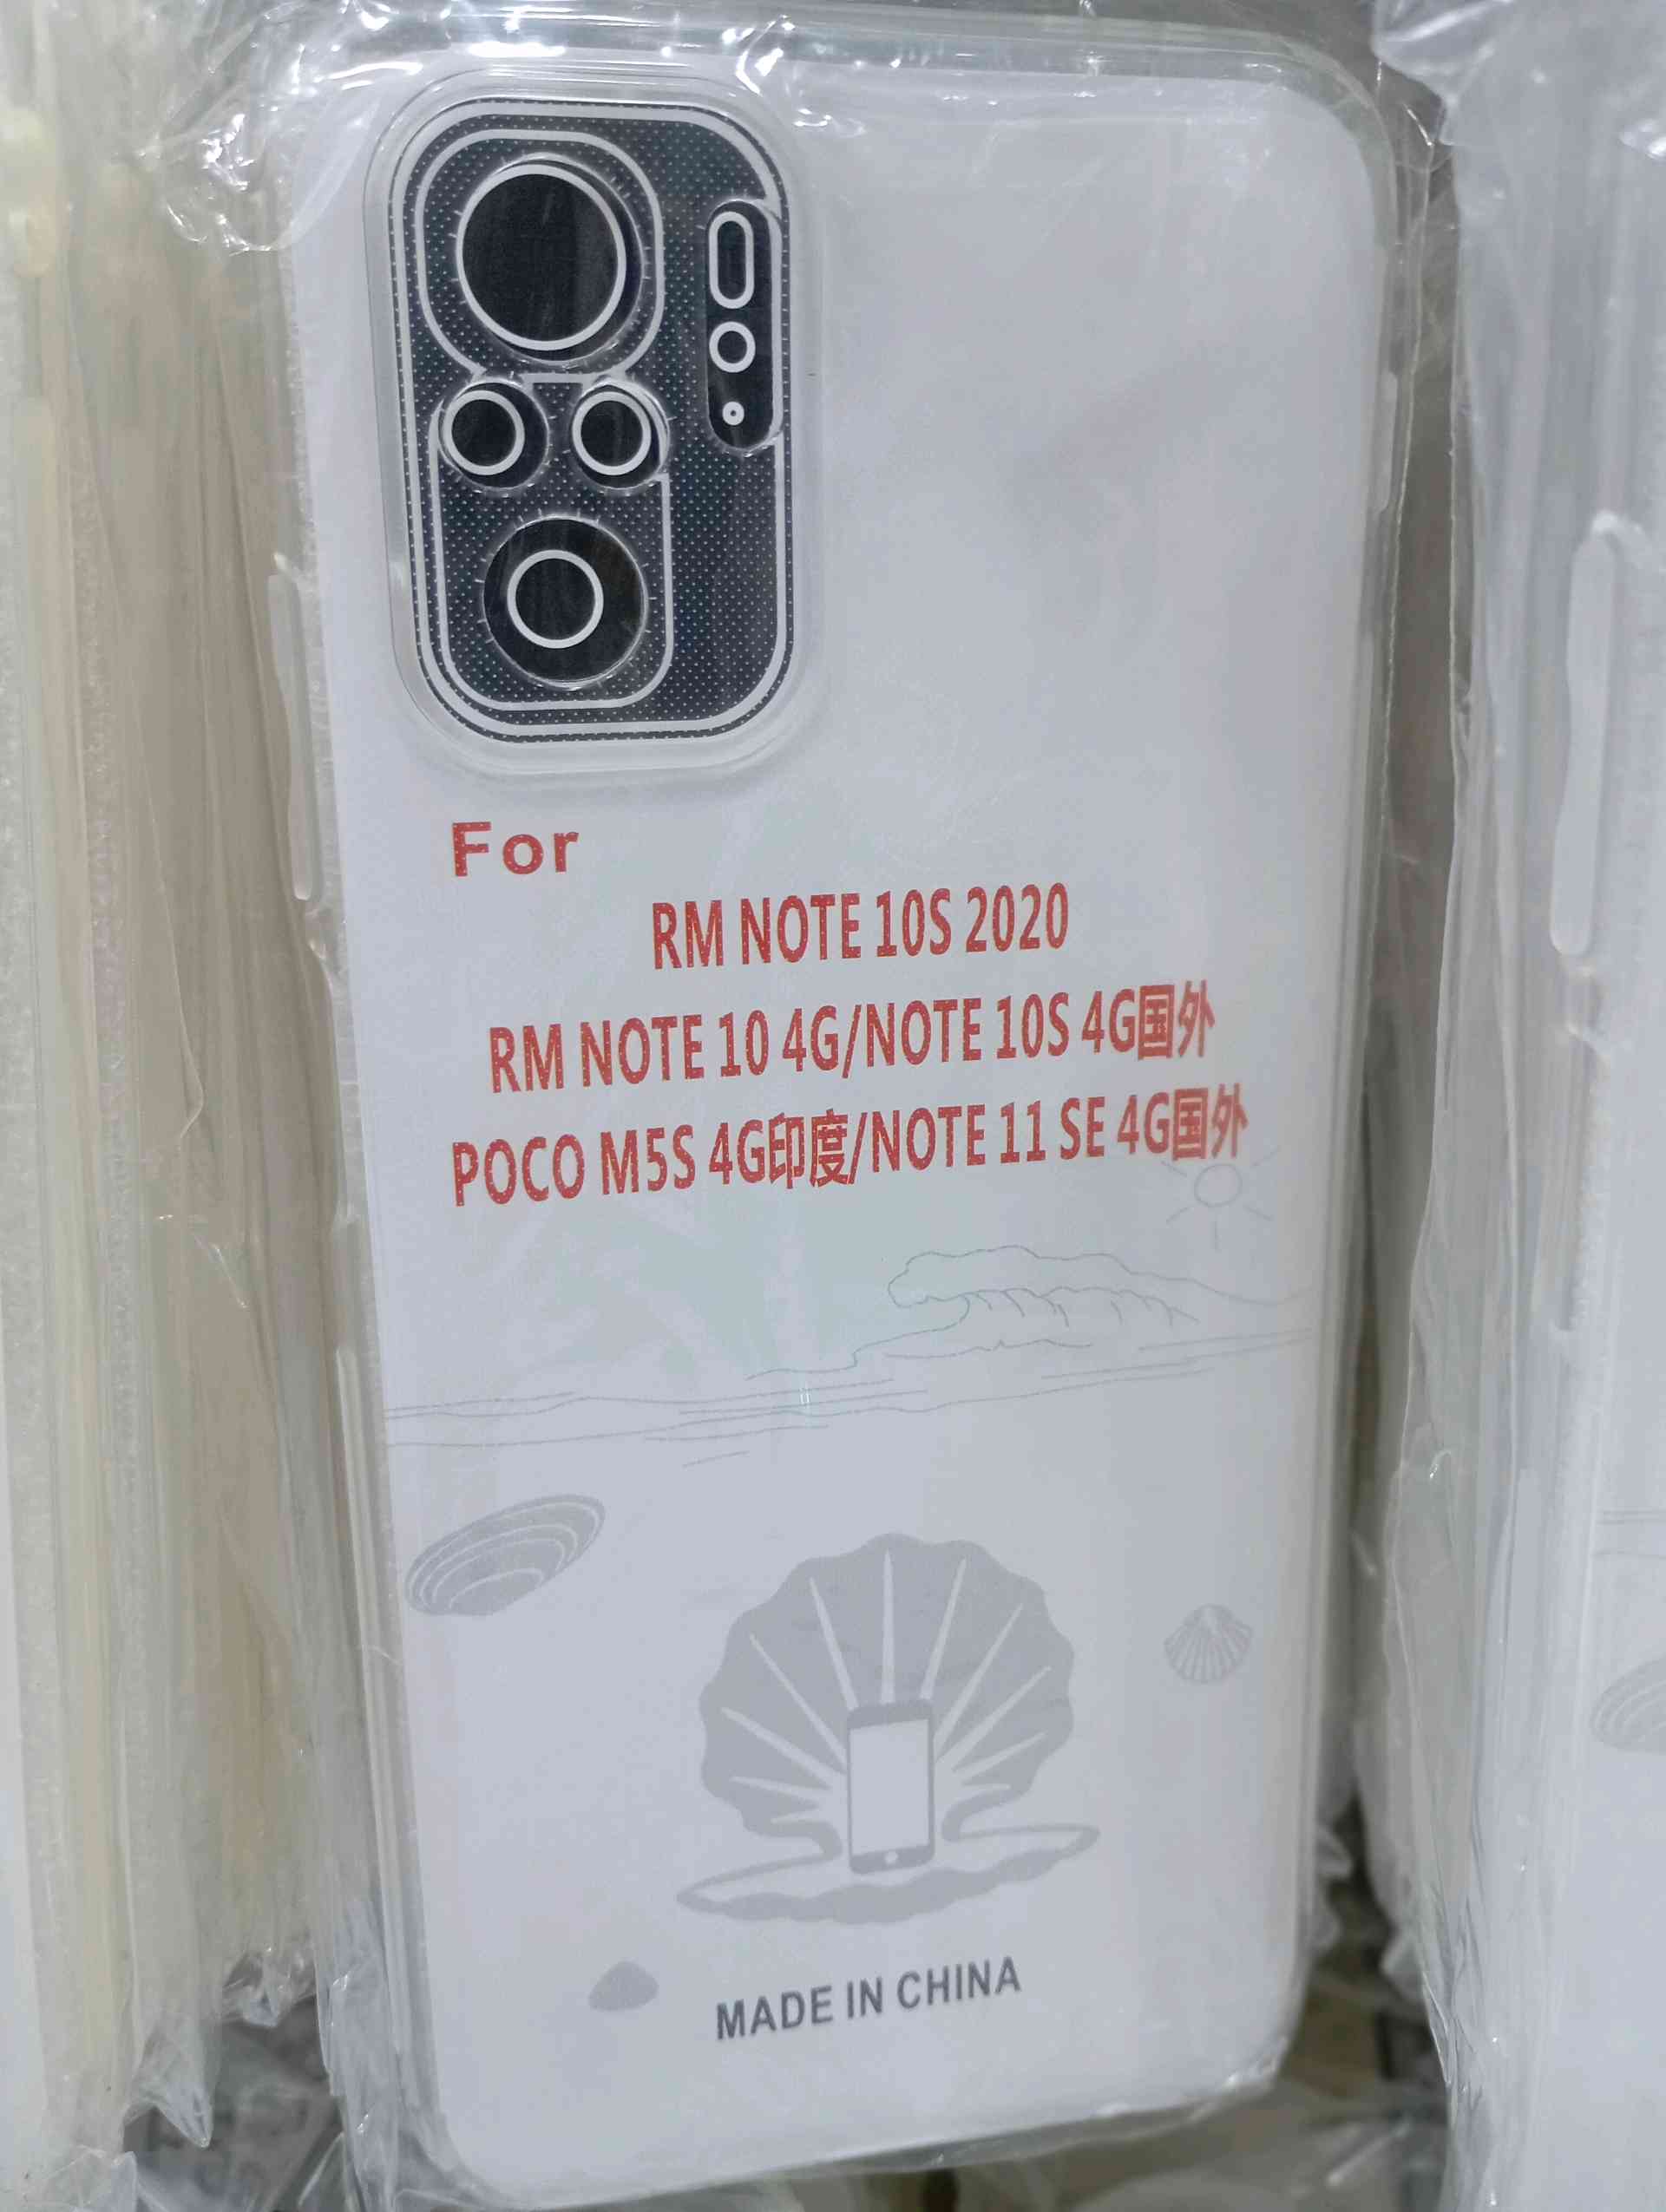 For
RM NOTE 10S 2020
RM NOTE 10 4G/NOTE 10S 4G国外
POCO M5S 4G印度/NOTE 11 SE 4G国外
MADE IN CHINA